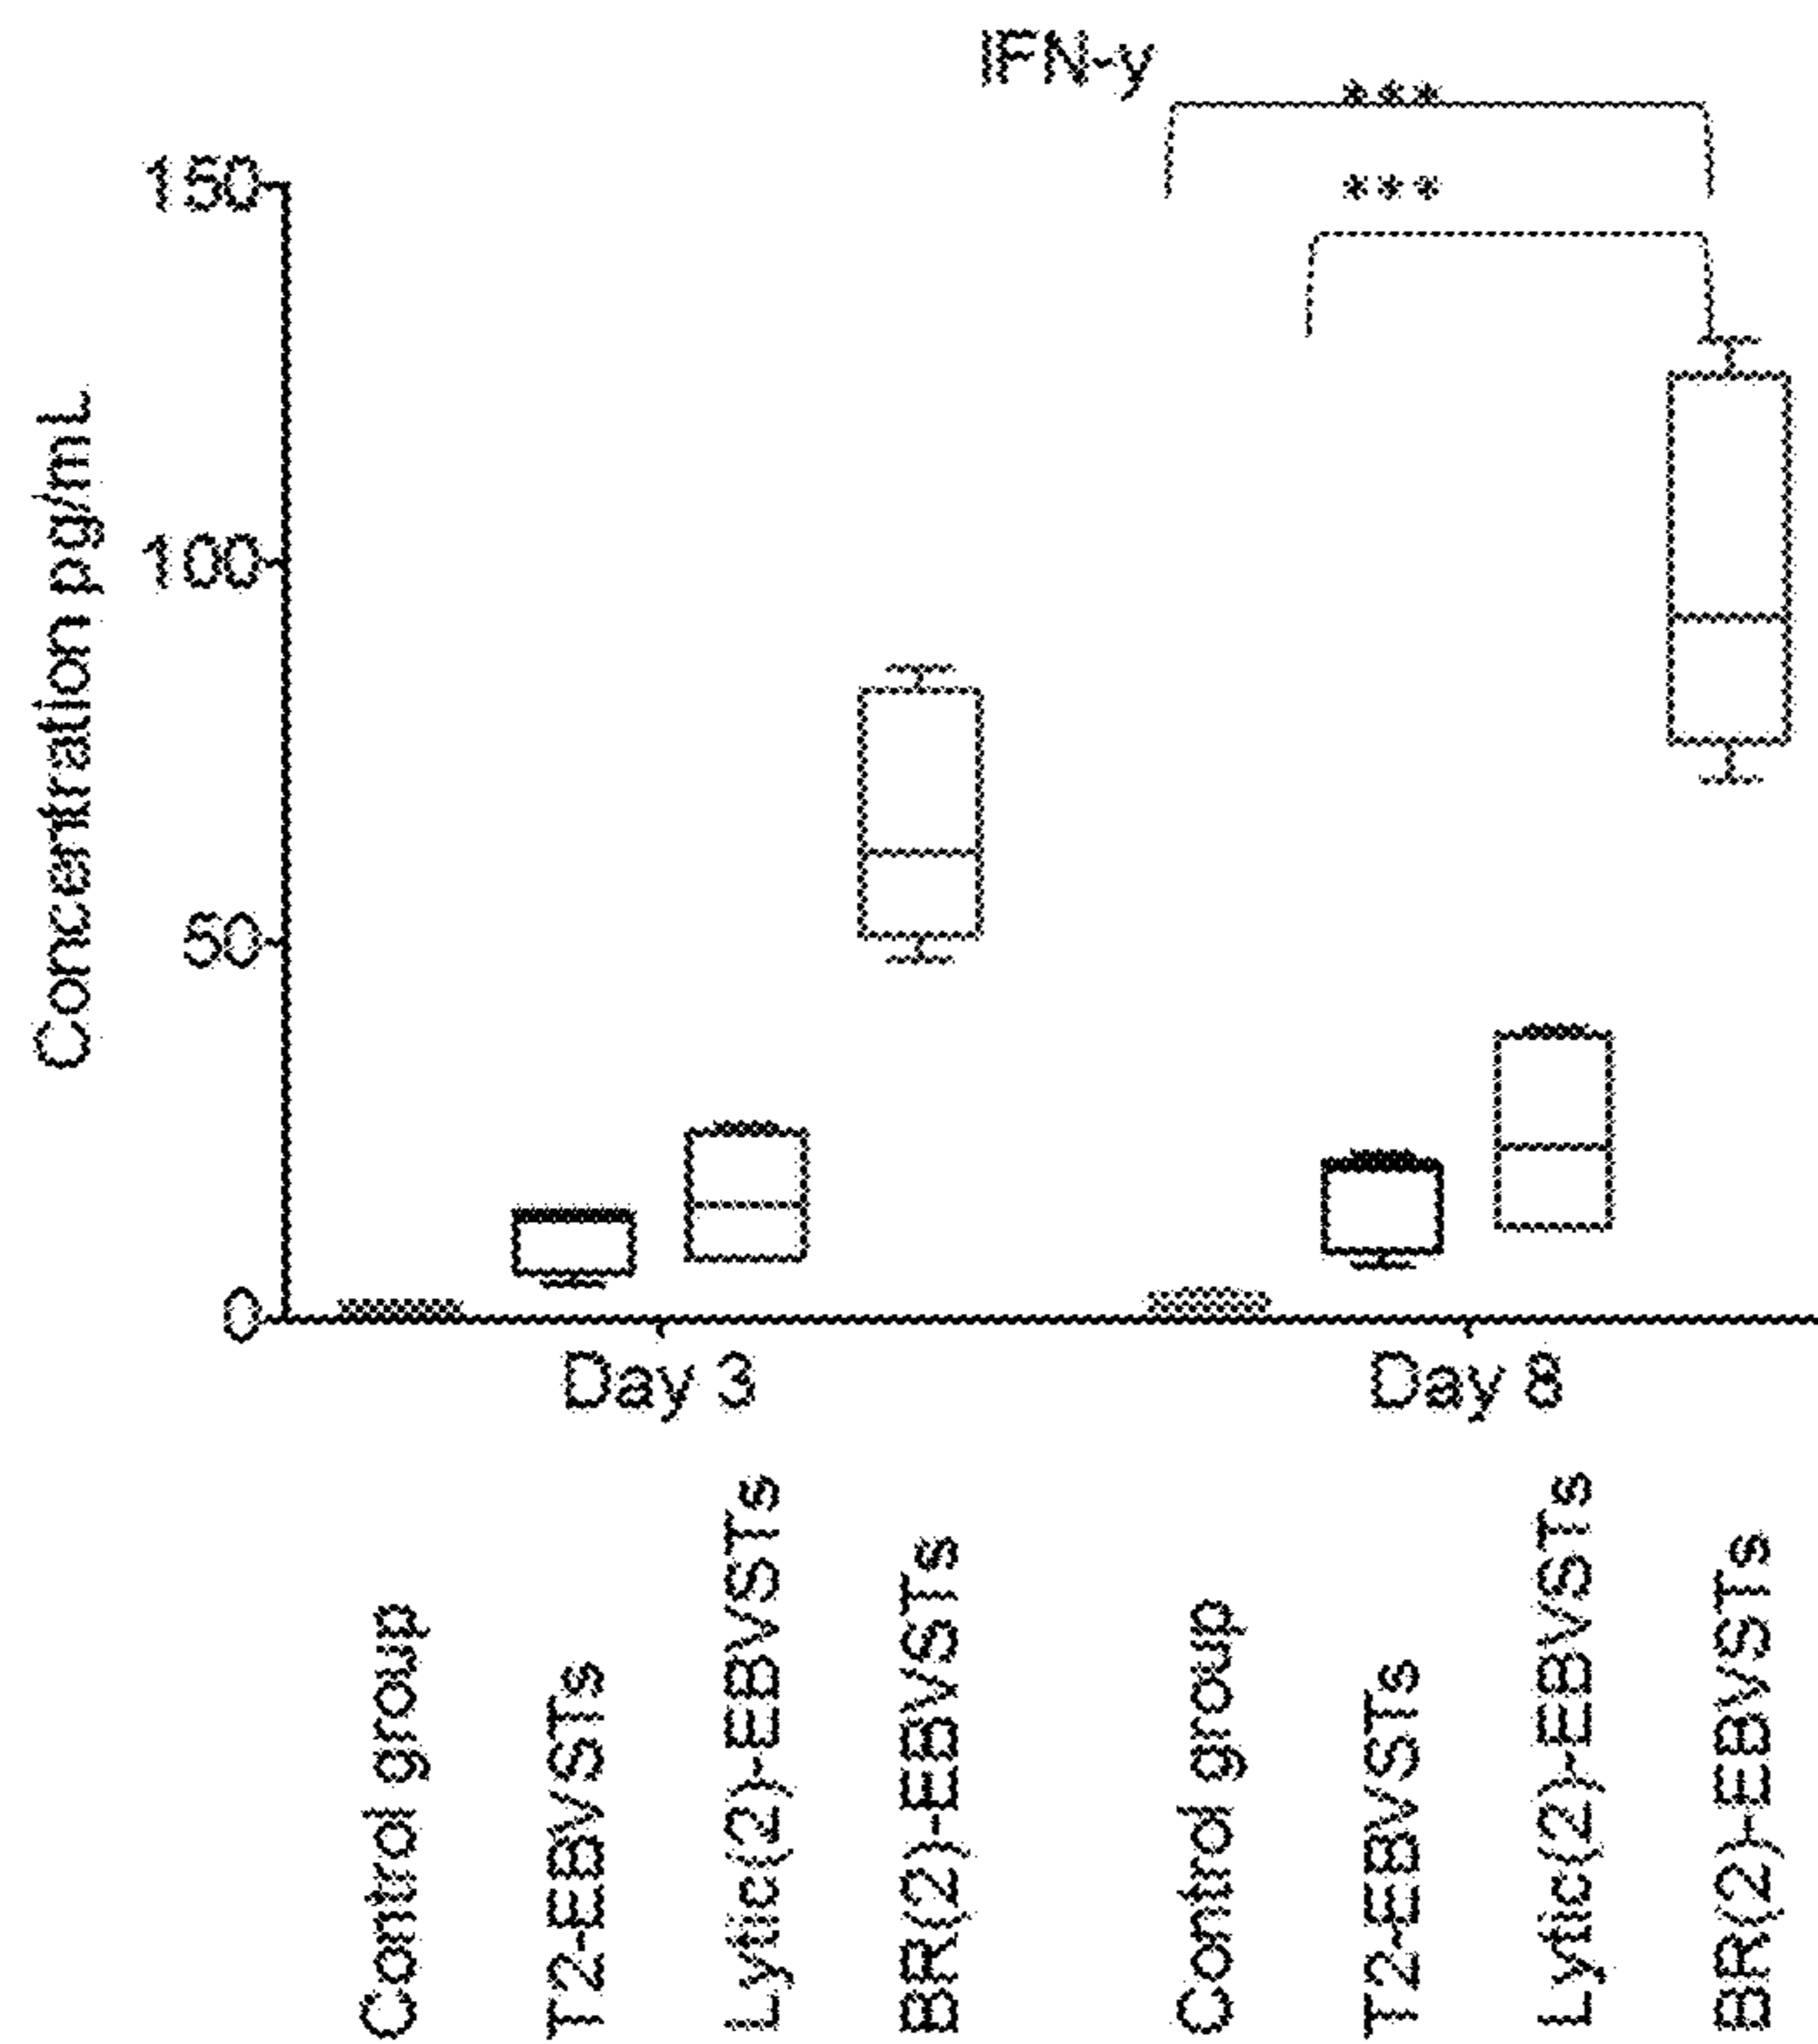 IFN-y
***
***
Concentration pg/mL
150
100
50
0
Day 3
Day 8
Control group
T2-EBVSTs
Lytic(2)-EBVSTs
BR(2)-EBVSTs
Control group
T2-EBVSTs
Lytic(2)-EBVSTs
BR(2)-EBVSTs